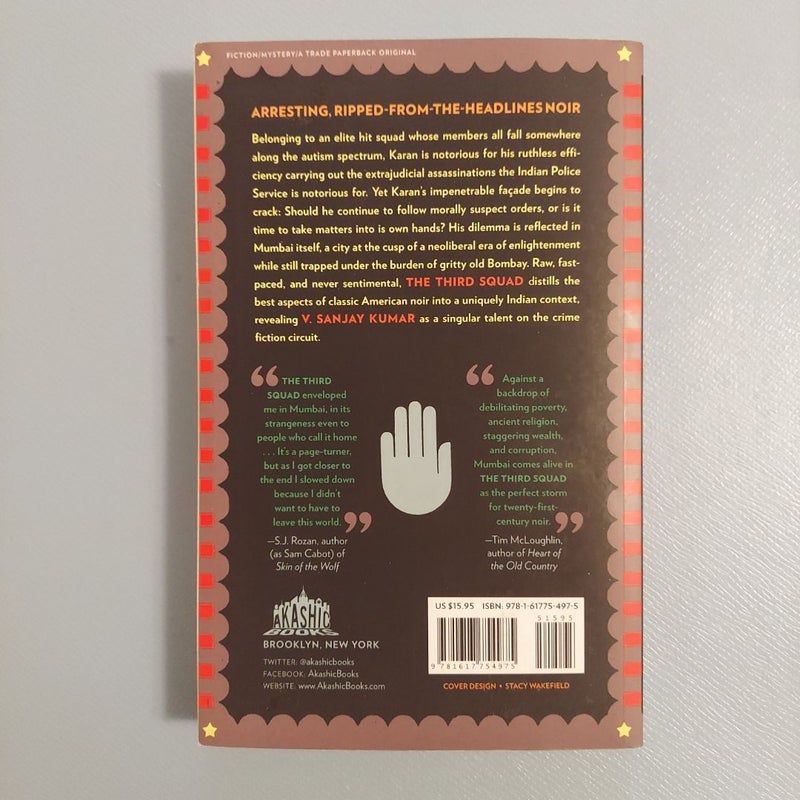 FICTION/MYSTERY/A TRADE PAPERBACK ORIGINAL
ARRESTING, RIPPED-FROM-THE-HEADLINES NOIR
Belonging to an elite hit squad whose members all fall somewhere
along the autism spectrum, Karan is notorious for his ruthless effi-
ciency carrying out the extrajudicial assassinations the Indian Police
Service is notorious for. Yet Karan's impenetrable façade begins to
crack: Should he continue to follow morally suspect orders, or is it
time to take matters into is own hands? His dilemma is reflected in
Mumbai itself, a city at the cusp of a neoliberal era of enlightenment
while still trapped under the burden of gritty old Bombay. Raw, fast-
paced, and never sentimental, THE THIRD SQUAD distills the
best aspects of classic American noir into a uniquely Indian context,
revealing V. SANJAY KUMAR as a singular talent on the crime
fiction circuit.
“THE THIRD
SQUAD enveloped
me in Mumbai, in its
strangeness even to
people who call it home
. . . It's a page-turner,
but as I got closer to
the end I slowed down
because I didn't
want to have to
leave this world.”
—S.J. Rozan, author
(as Sam Cabot) of
Skin of the Wolf
“Against a
backdrop of
debilitating poverty,
ancient religion,
staggering wealth,
and corruption,
Mumbai comes alive in
THE THIRD SQUAD
as the perfect storm
for twenty-first-
century noir.”
—Tim McLoughlin,
author of Heart of
the Old Country
AKASHIC
BOOKS
BROOKLYN, NEW YORK
TWITTER: @akashicbooks
FACEBOOK: AkashicBooks
WEBSITE: www.AkashicBooks.com
US $15.95 ISBN: 978-1-61775-497-5
51595
9 781617 754975
COVER DESIGN • STACY WAKEFIELD